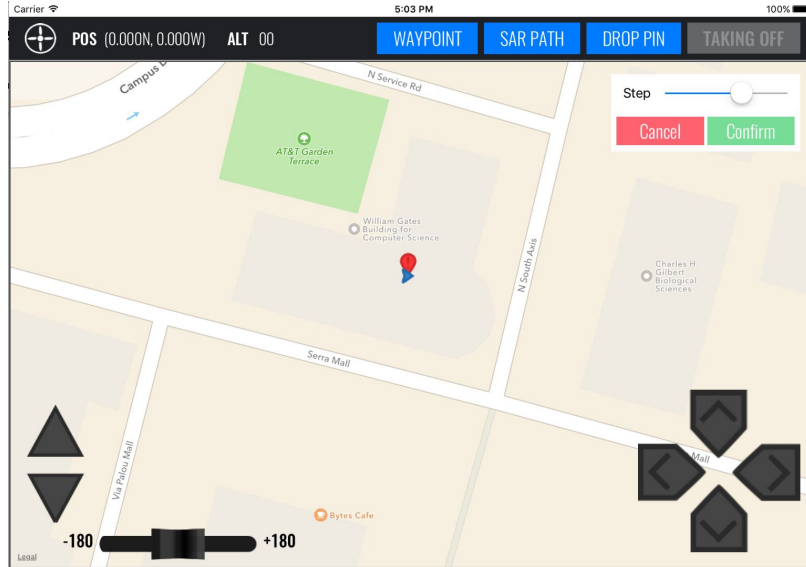 Carrier
5:03 PM
100%
POS (0.000N, 0.000W) ALT 00
WAYPOINT
SAR PATH
DROP PIN
TAKING OFF
Campus
N Service Rd
Step
Cancel
Confirm
AT&T Garden
Terrace
William Gates
Building for
Computer Science
N South Axis
Charles H.
Gilbert
Biological
Sciences
Serra Mall
Mall
Via Palou Mall
Bytes Cafe
-180
+180
Legal